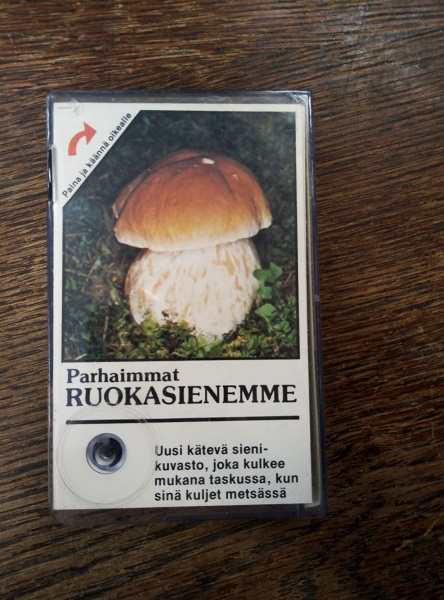 Paina ja käännä oikealle
Parhaimmat
RUOKASIENEMME
Uusi kätevä sieni-
kuvasto, joka kulkee
mukana taskussa, kun
sinä kuljet metsässä